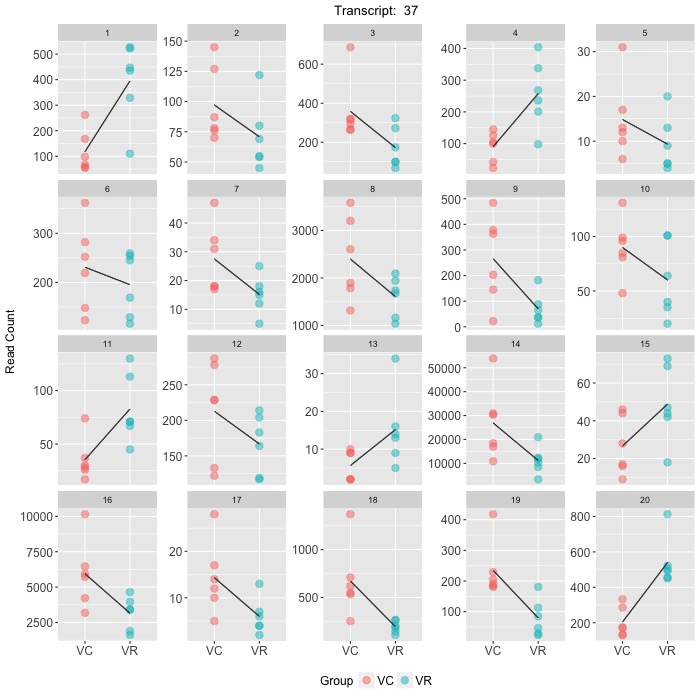 Transcript: 37
1 2 3 4 5
500 400 300 200 100
150 125 100 75 50
600 400 200
400 300 200 100
30 20 10
6 7 8 9 10
300 200
40 30 20 10
3000 2000 1000
500 400 300 200 100 0
100 50
Read Count
11 12 13 14 15
100 50
250 200 150
30 20 10
50000 40000 30000 20000 10000
60 40 20
16 17 18 19 20
10000 7500 5000 2500
20 10
1000 500
400 300 200 100
800 600 400 200
VC VR VC VR VC VR VC VR VC VR
Group VC VR